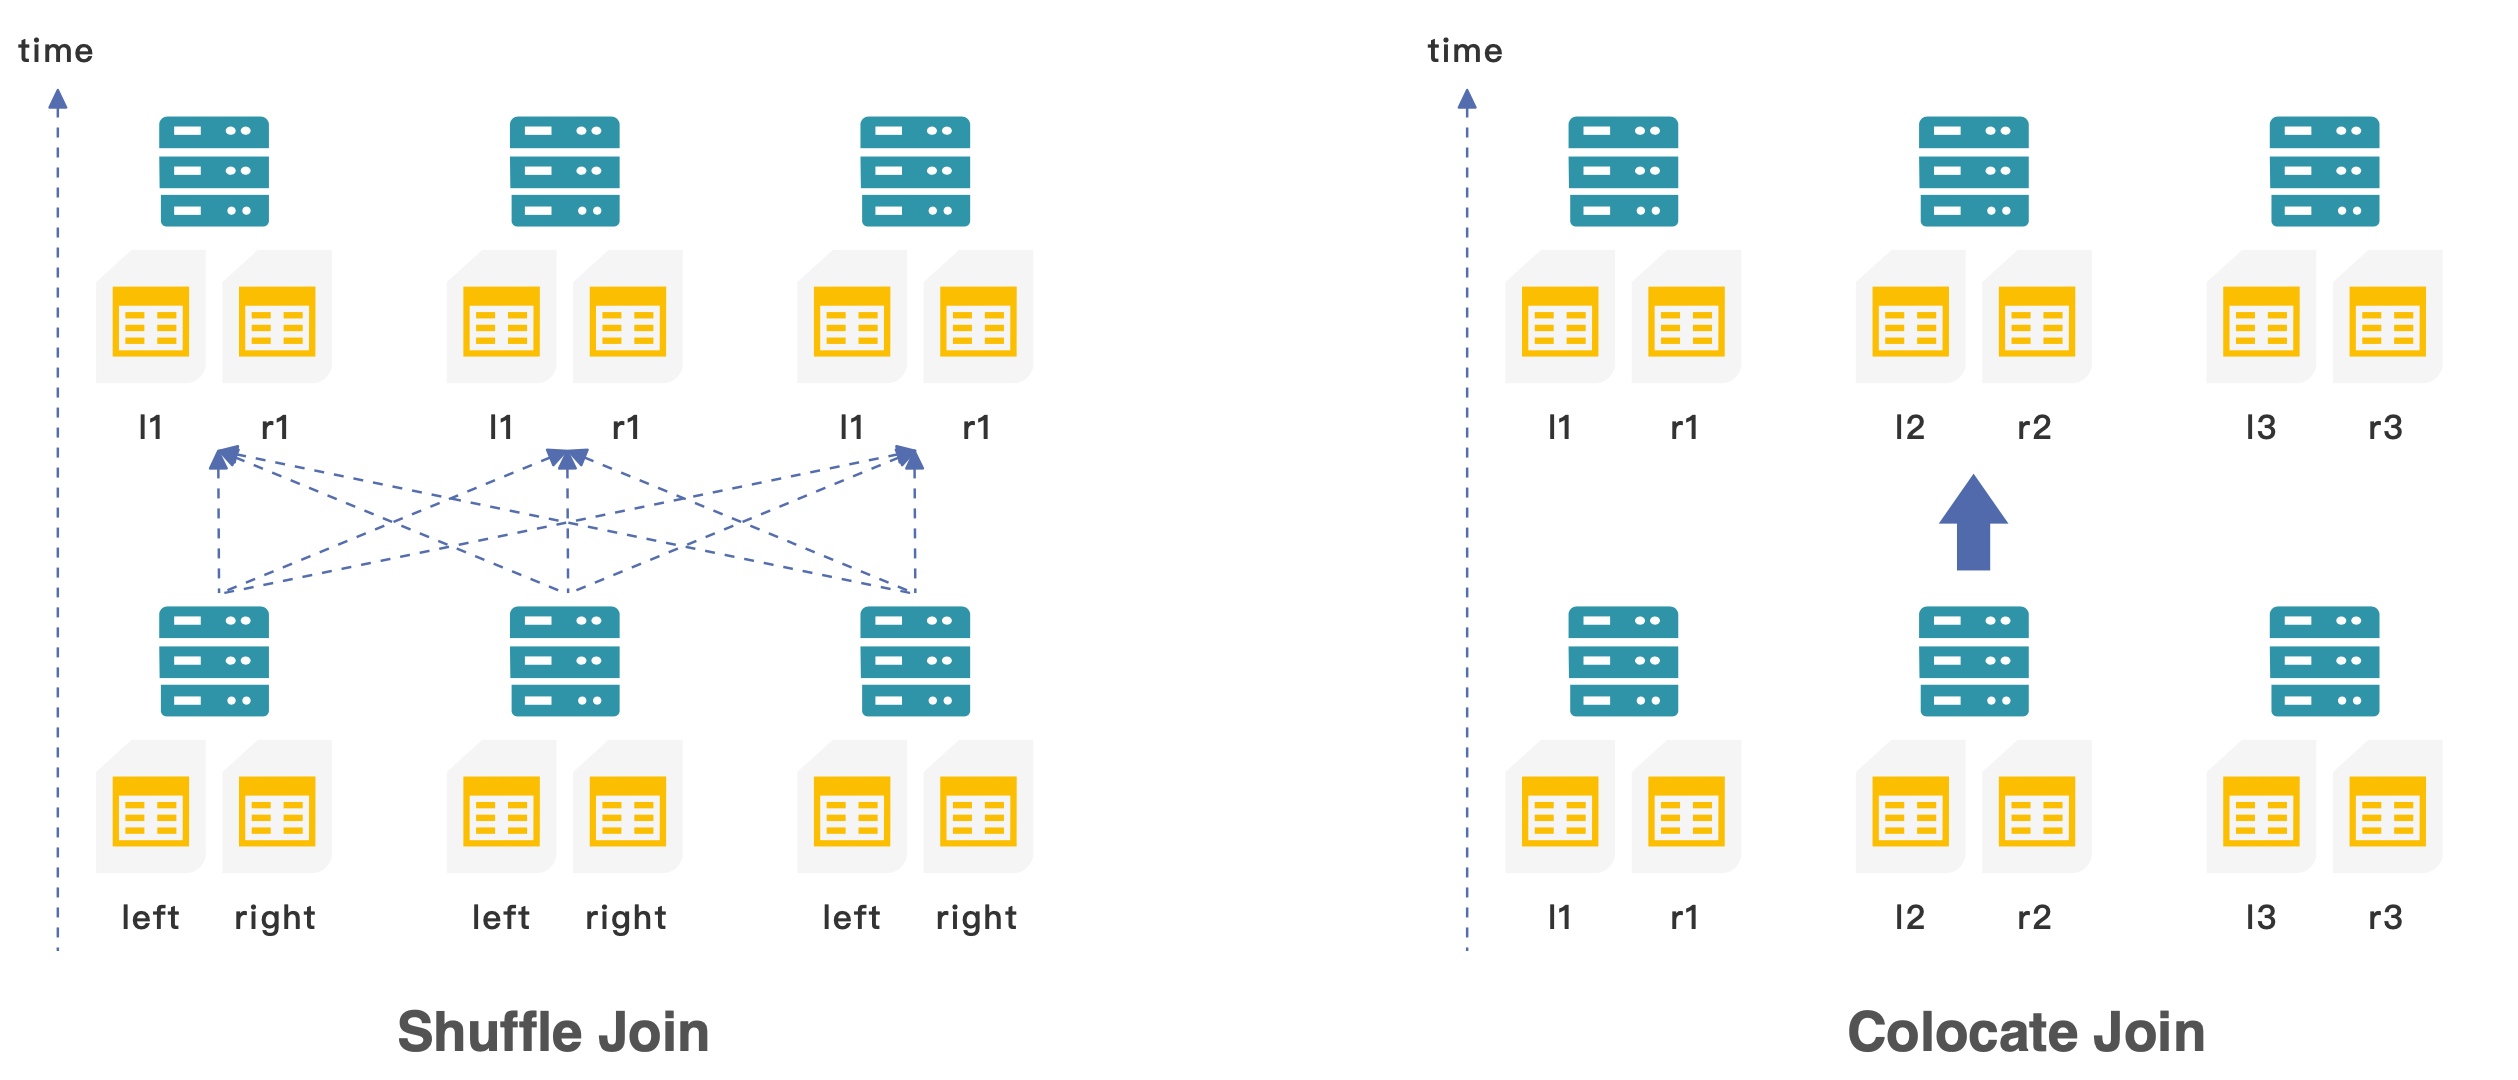 time
time
l1 r1 l1 r1 l1 r1
l1 r1 l2 r2 l3 r3
left right left right left right
l1 r1 l2 r2 l3 r3
Shuffle Join
Colocate Join